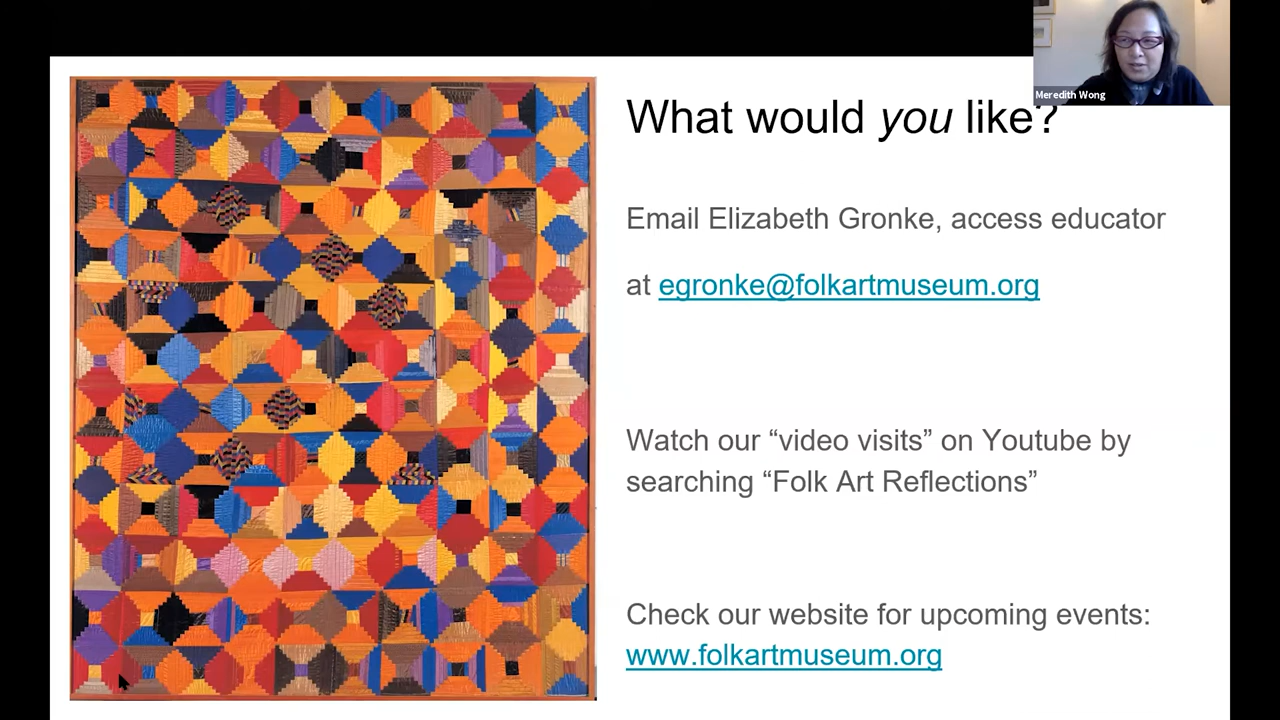 Meredith Wong
What would you like?
Email Elizabeth Gronke, access educator
at egronke@folkartmuseum.org
Watch our “video visits” on Youtube by
searching “Folk Art Reflections”
Check our website for upcoming events:
www.folkartmuseum.org